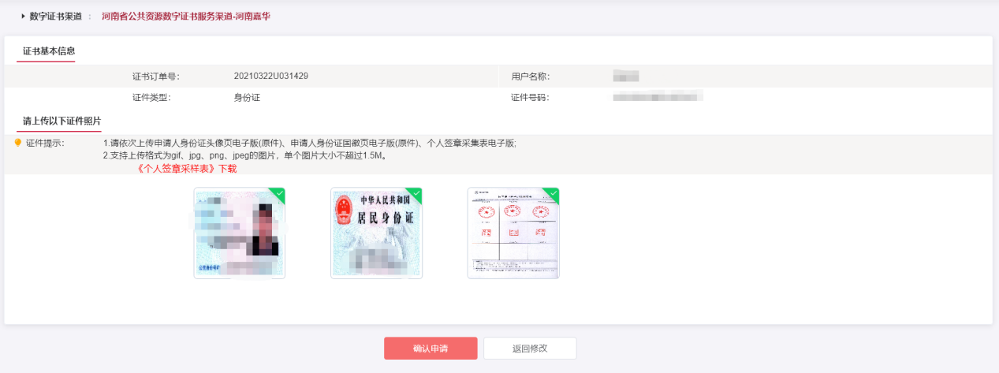 数字证书渠道 : 河南省公共资源数字证书服务渠道-河南嘉华
证书基本信息
证书订单号: 20210322U031429 用户名称:
证件类型: 身份证 证件号码:
请上传以下证件照片
证件提示: 1.请依次上传申请人身份证头像页电子版(原件)、申请人身份证国徽页电子版(原件)、个人签章采集表电子版;
2.支持上传格式为gif、jpg、png、jpeg的图片，单个图片大小不超过1.5M。
《个人签章采样表》下载
中华人民共和国
居民身份证
确认申请 返回修改